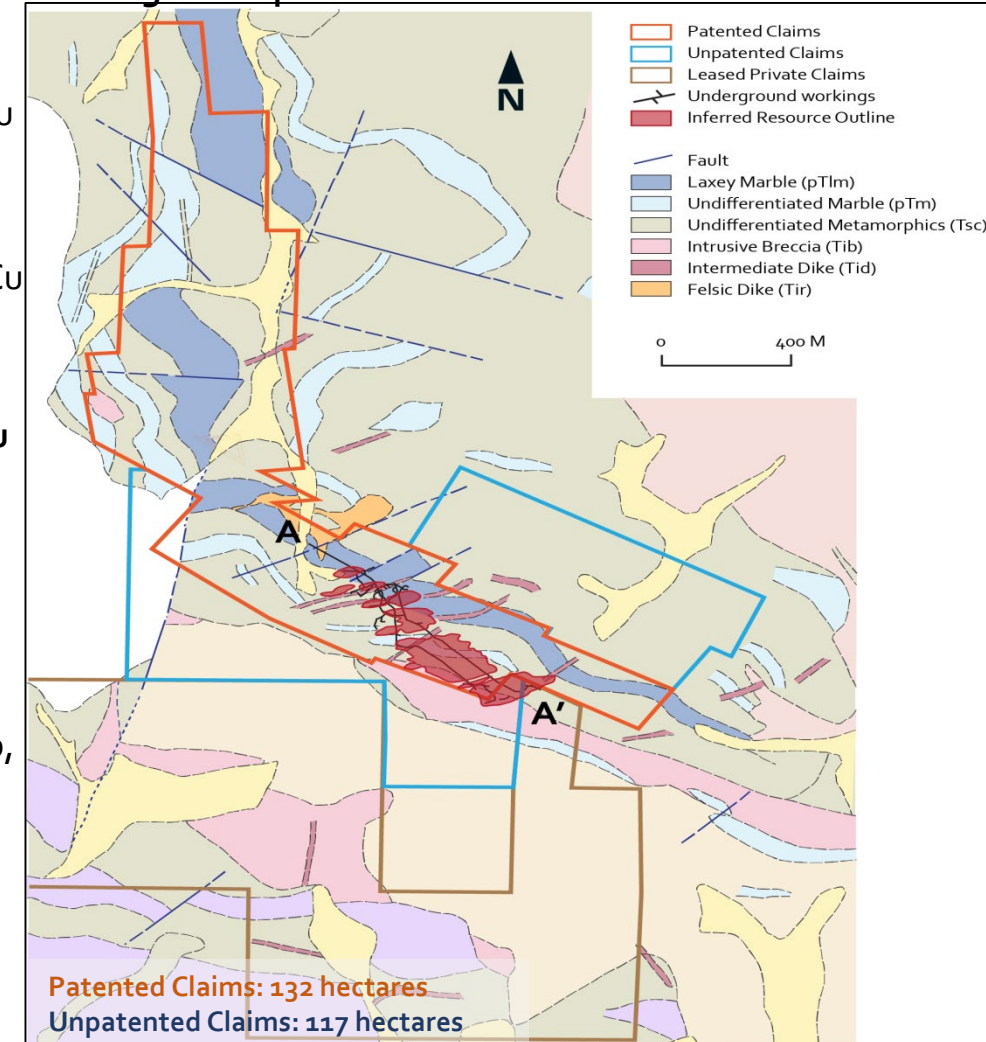 Patented Claims
Unpatented Claims
Leased Private Claims
Underground workings
Inferred Resource Outline
Fault
Laxey Marble (pTlm)
Undifferentiated Marble (pTm)
Undifferentiated Metamorphics (Tsc)
Intrusive Breccia (Tib)
Intermediate Dike (Tid)
Felsic Dike (Tir)
0 400 M
N
A
A'
Patented Claims: 132 hectares
Unpatented Claims: 117 hectares